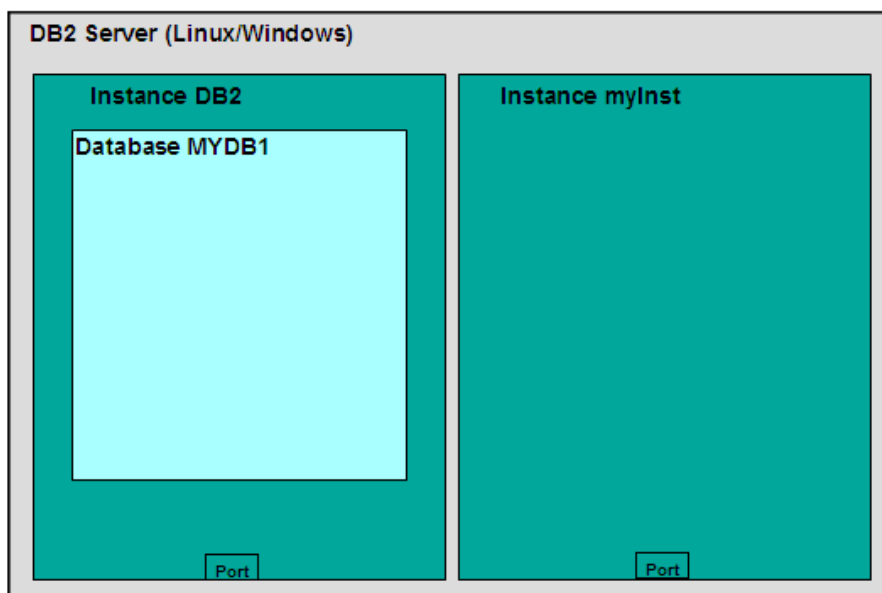 DB2 Server (Linux/Windows)
Instance DB2
Database MYDB1
Port
Instance myInst
Port